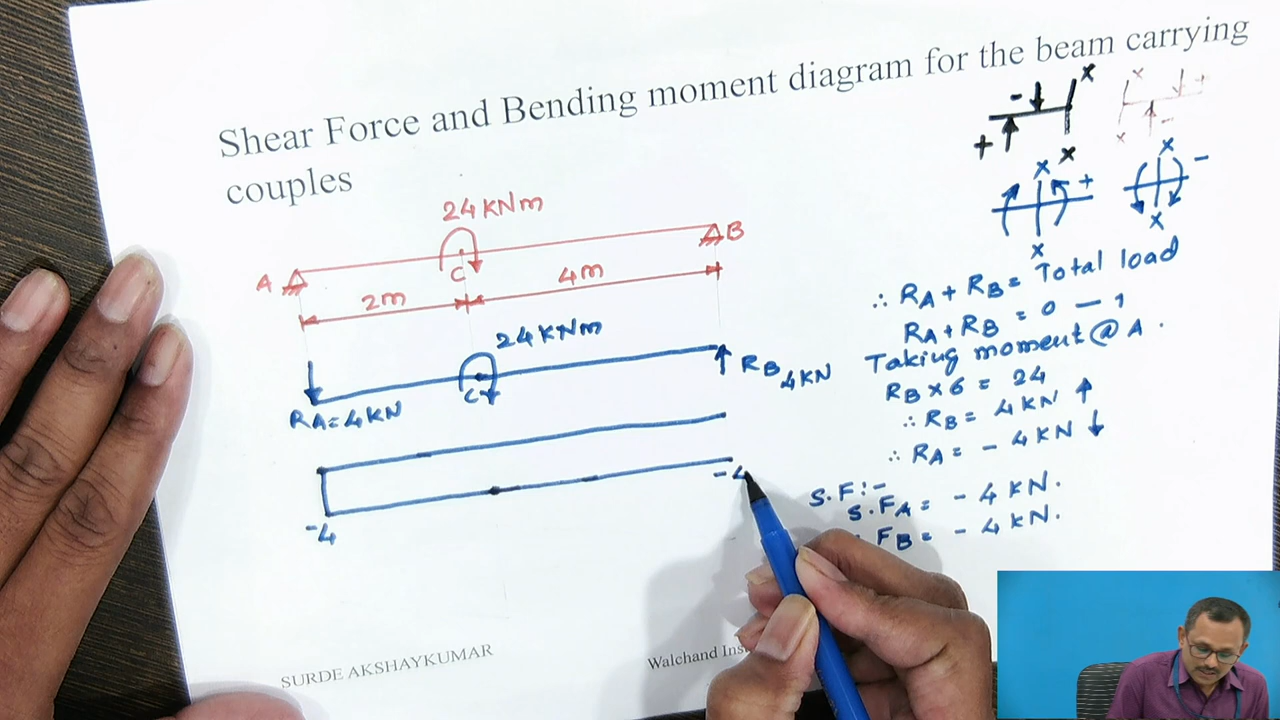 Shear Force and Bending moment diagram for the beam carrying
couples
x
- +
+ -
x x
x x
+ -
x x
24 KNm
A B
C
2m 4m
24 KNm
RA=4KN C RB 4KN
-4 -4
∴ RA + RB = Total load
RA+RB = 0 — 1
Taking moment @ A.
RB × 6 = 24
∴ RB = 4 KN ↑
∴ RA = - 4 KN ↓
S.F:-
S.FA = - 4 KN.
FB = - 4 KN.
SURDE AKSHAYKUMAR
Walchand